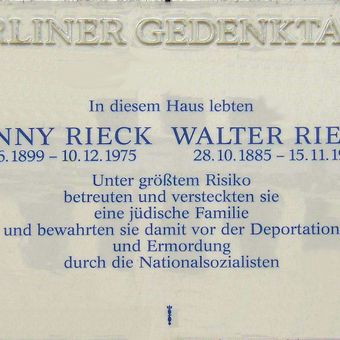 RLINER GEDENKTA
In diesem Haus lebten
NNY RIECK WALTER RIE
6.1899 – 10.12.1975 28.10.1885 – 15.11.19
Unter größtem Risiko
betreuten und versteckten sie
eine jüdische Familie
und bewahrten sie damit vor der Deportation
und Ermordung
durch die Nationalsozialisten